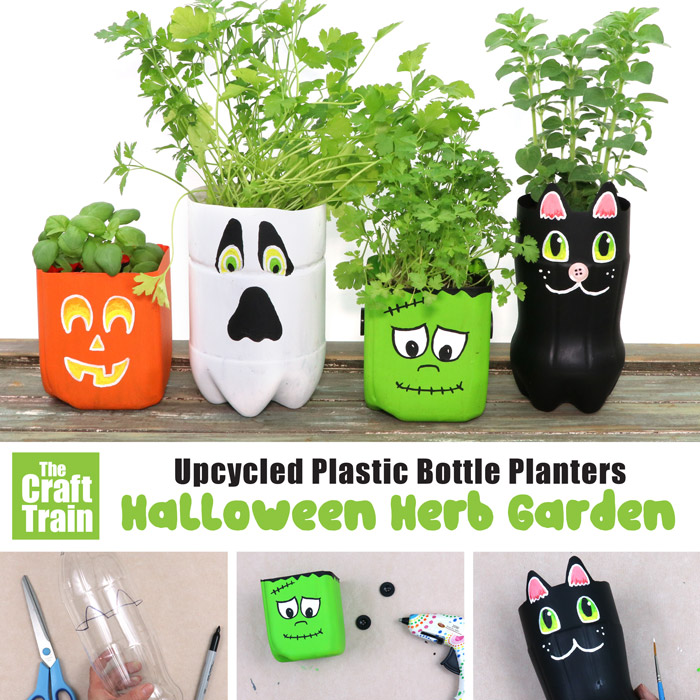 The
Craft
Train
Upcycled Plastic Bottle Planters
Halloween Herb Garden